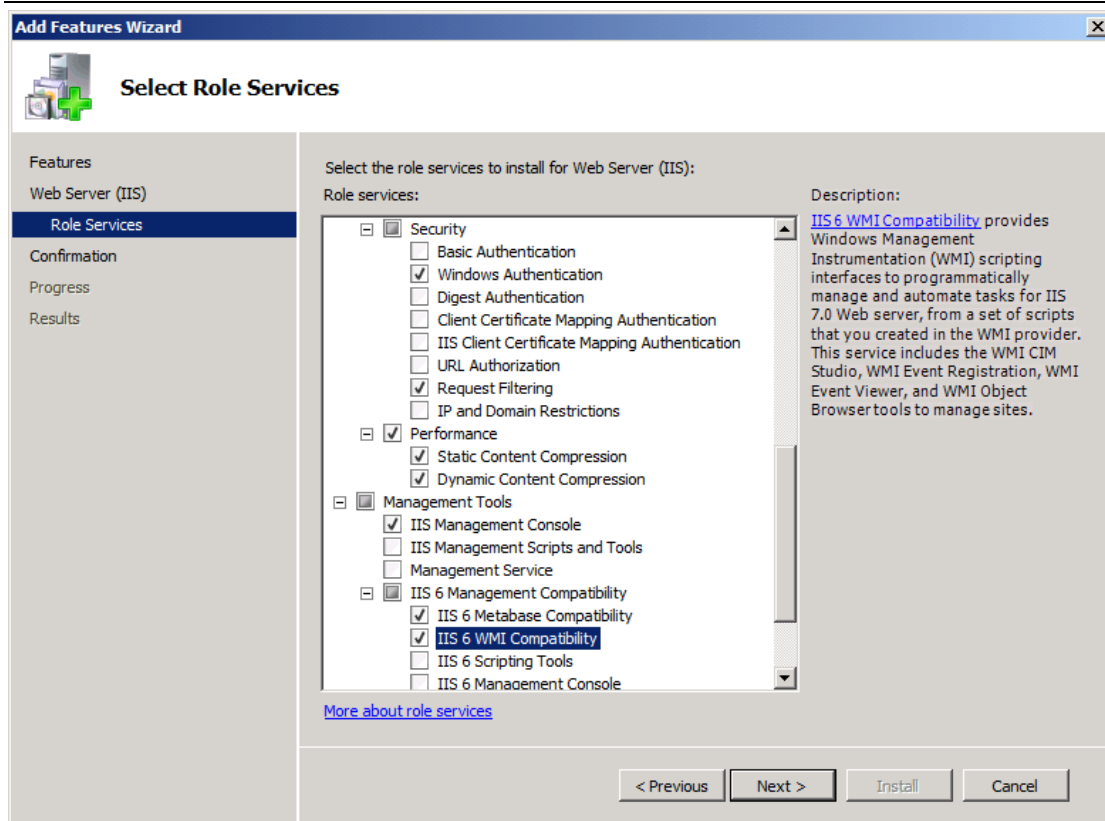 Add Features Wizard
Select Role Services
Features
Web Server (IIS)
Role Services
Confirmation
Progress
Results
Select the role services to install for Web Server (IIS):
Role services:
Security
Basic Authentication
Windows Authentication
Digest Authentication
Client Certificate Mapping Authentication
IIS Client Certificate Mapping Authentication
URL Authorization
Request Filtering
IP and Domain Restrictions
Performance
Static Content Compression
Dynamic Content Compression
Management Tools
IIS Management Console
IIS Management Scripts and Tools
Management Service
IIS 6 Management Compatibility
IIS 6 Metabase Compatibility
IIS 6 WMI Compatibility
IIS 6 Scripting Tools
IIS 6 Management Console
More about role services
Description:
IIS 6 WMI Compatibility provides
Windows Management
Instrumentation (WMI) scripting
interfaces to programmatically
manage and automate tasks for IIS
7.0 Web server, from a set of scripts
that you created in the WMI provider.
This service includes the WMI CIM
Studio, WMI Event Registration, WMI
Event Viewer, and WMI Object
Browser tools to manage sites.
< Previous
Next >
Install
Cancel